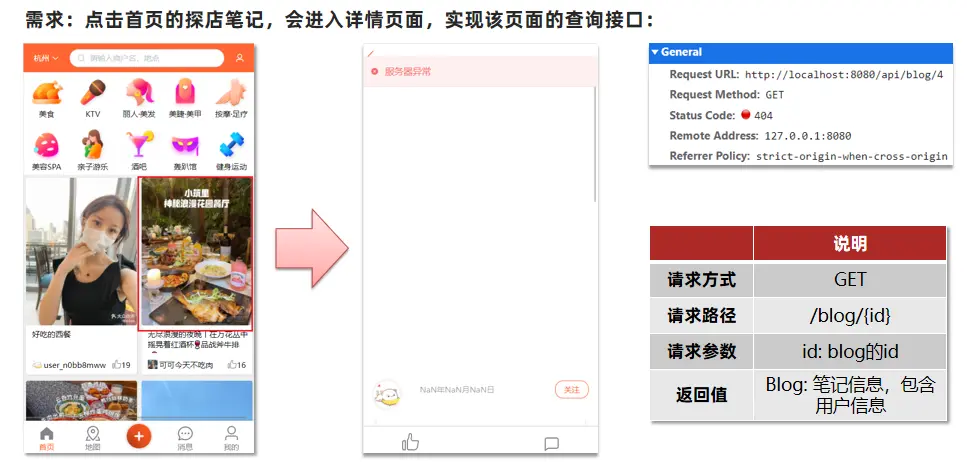 需求：点击首页的探店笔记，会进入详情页面，实现该页面的查询接口：
杭州
请输入商户名、地点
美食
KTV
丽人·美发
美睫·美甲
按摩·足疗
美容SPA
亲子游乐
酒吧
轰趴馆
健身运动
小筑里
神秘浪漫花园餐厅
好吃的西餐
user_n0bb8mww
19
无尽浪漫的夜晚丨在万花丛中
摇晃着红酒杯🍷品战斧牛排
可可今天不吃肉
16
首页
地图
消息
我的
服务器异常
NaN年NaN月NaN日
关注
General
Request URL: http://localhost:8080/api/blog/4
Request Method: GET
Status Code: 404
Remote Address: 127.0.0.1:8080
Referrer Policy: strict-origin-when-cross-origin
说明
请求方式
GET
请求路径
/blog/{id}
请求参数
id: blog的id
返回值
Blog: 笔记信息，包含
用户信息